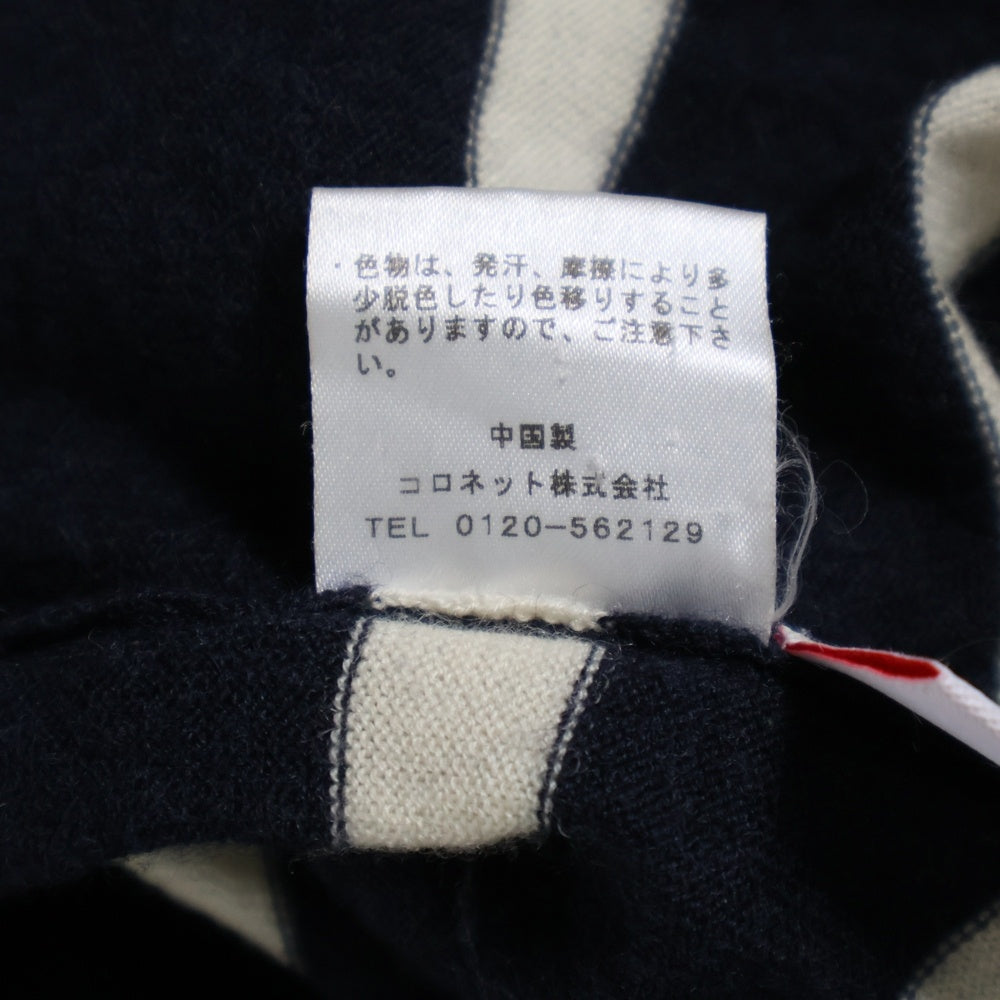 ・色物は、発汗、摩擦により多
少脱色したり色移りすること
がありますので、ご注意下さ
い。
中国製
コロネット株式会社
TEL 0120-562129